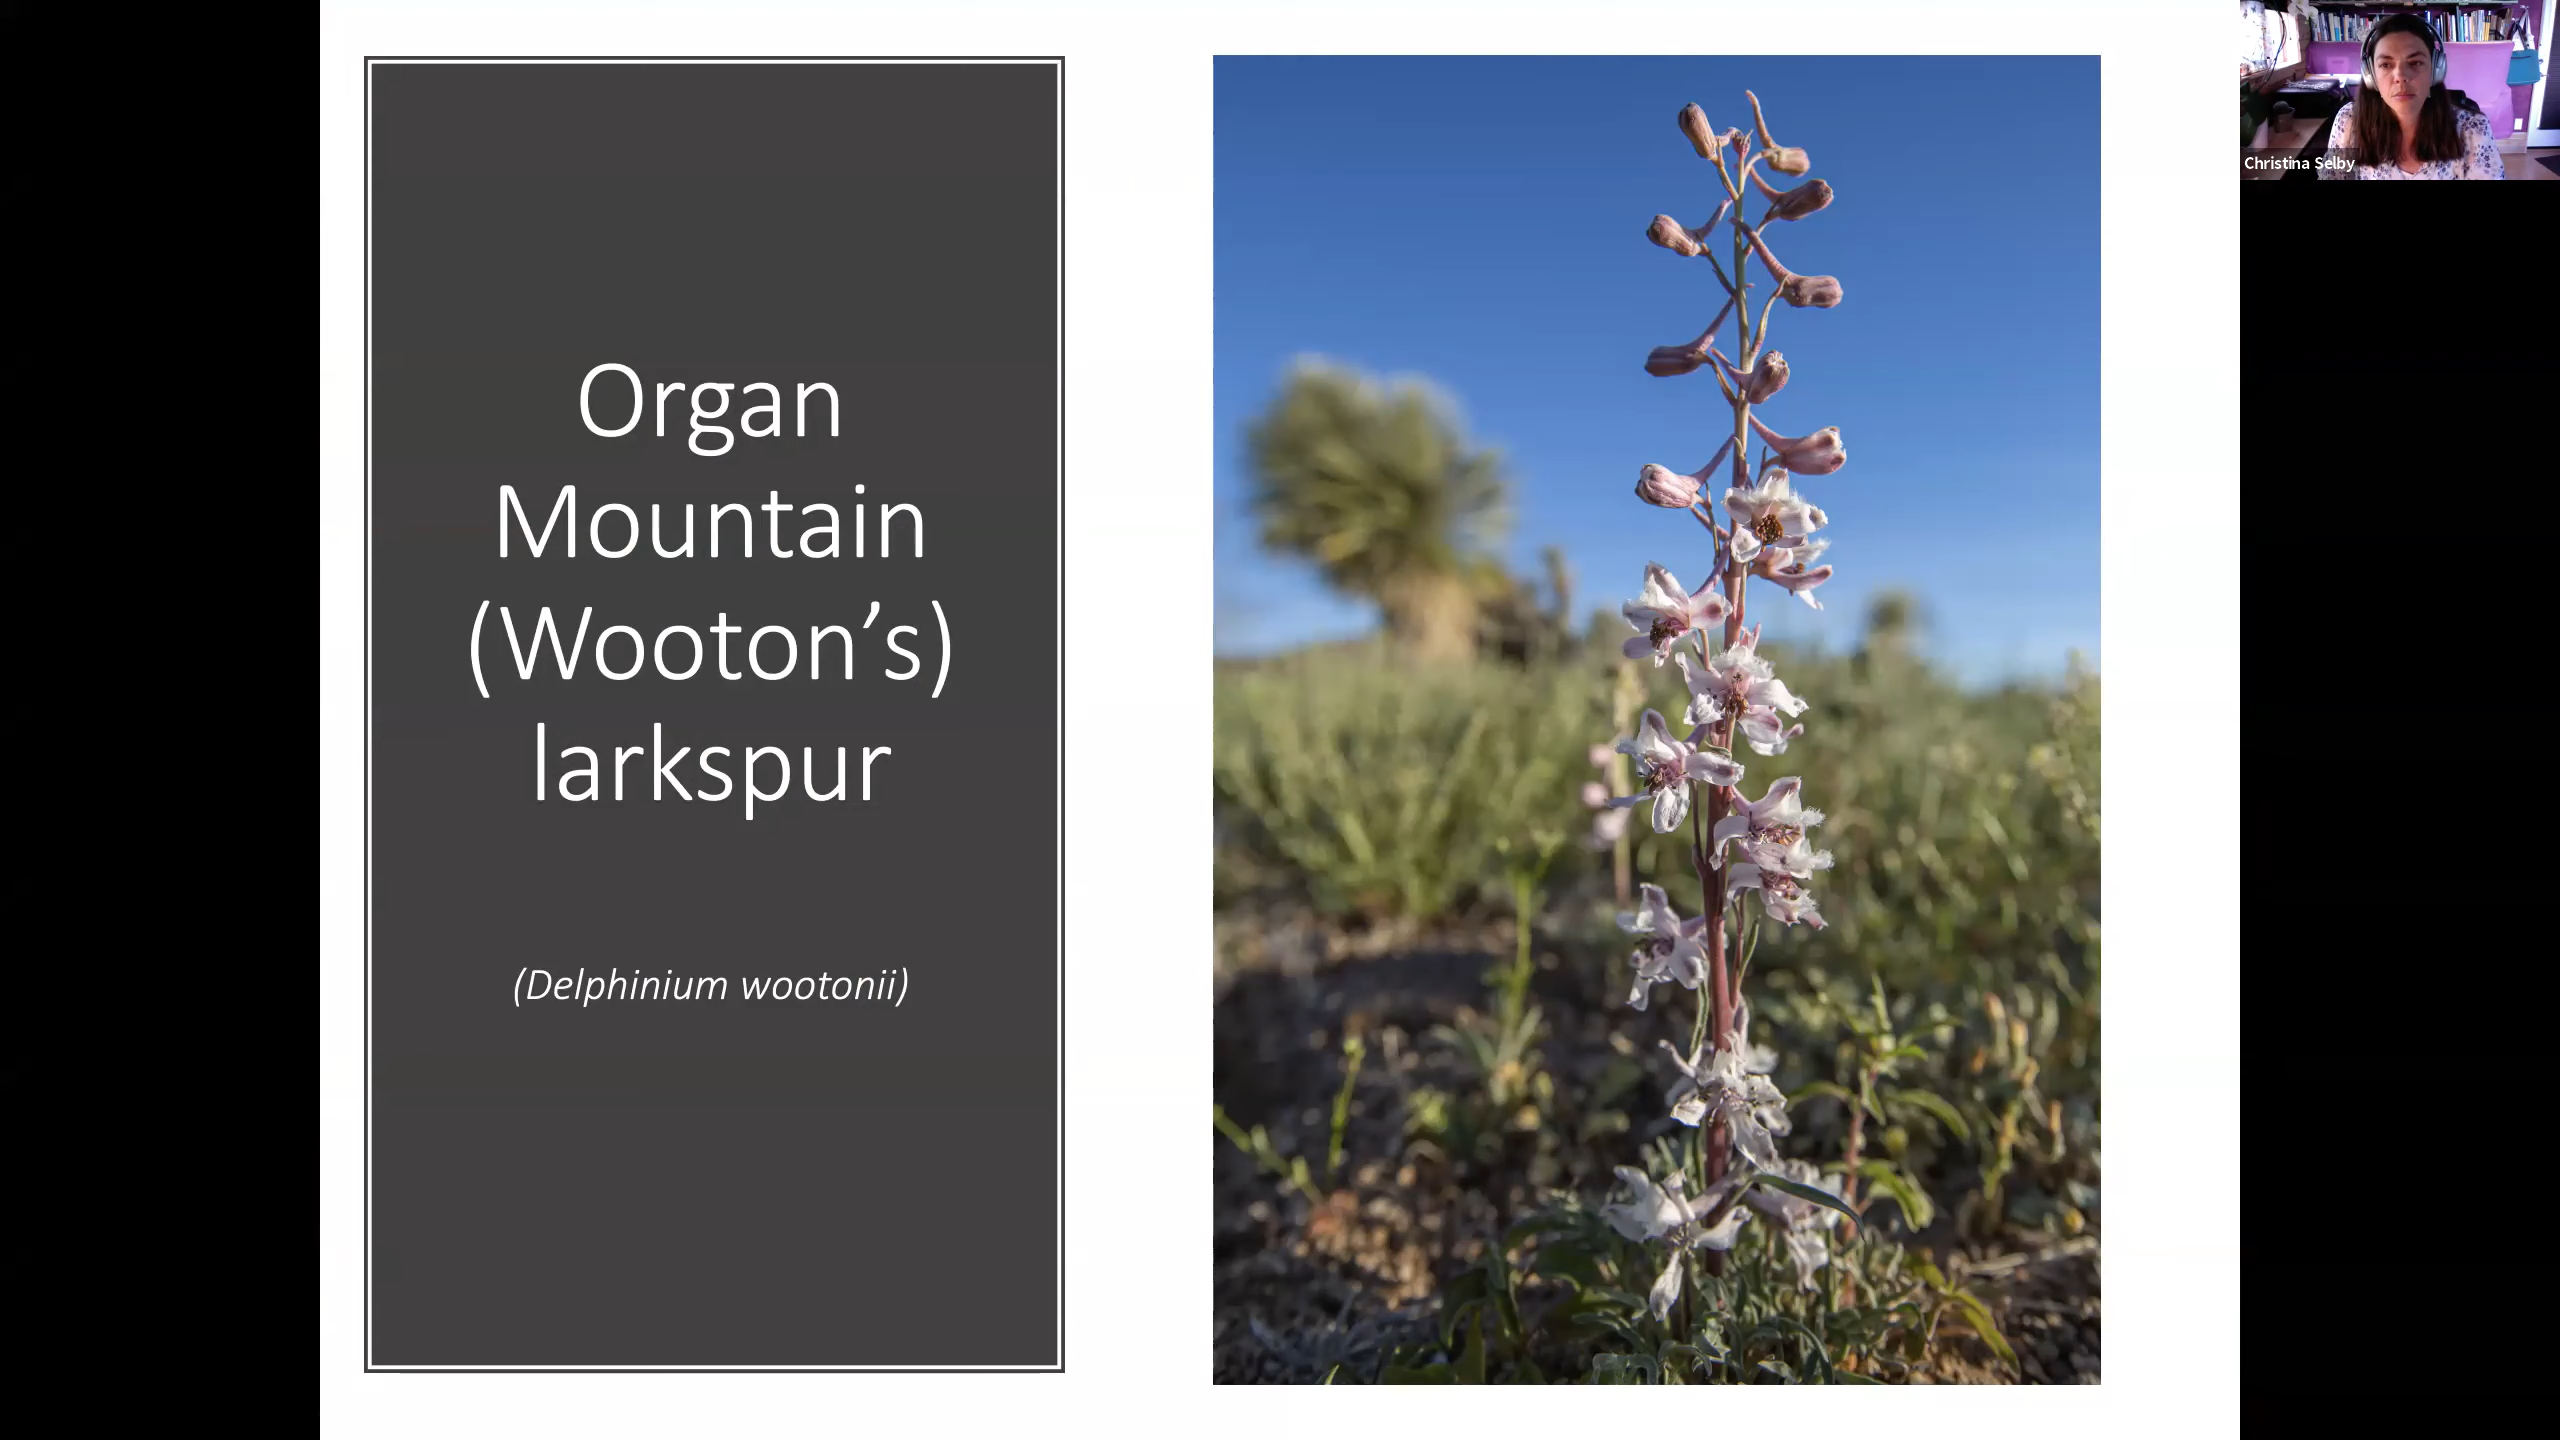 Organ
Mountain
(Wooton’s)
larkspur
(Delphinium wootonii)
Christina Selby